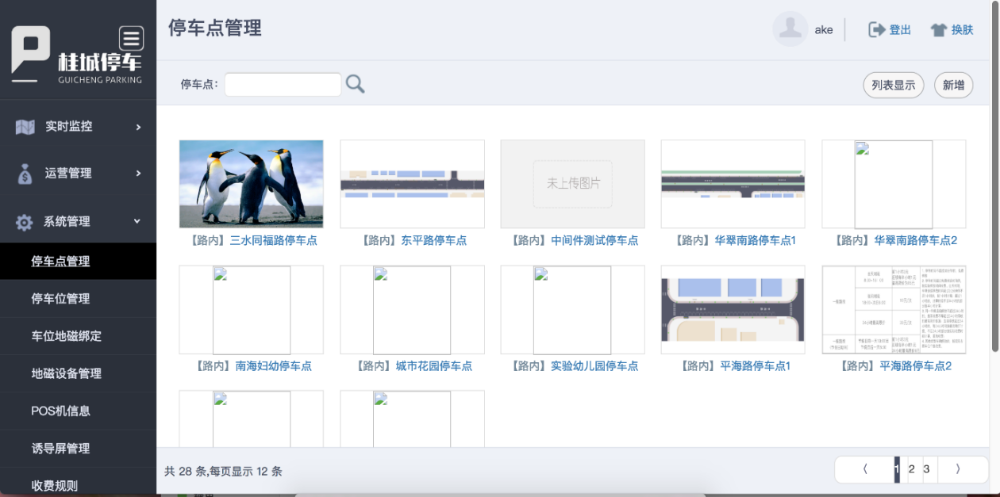 停车点管理
ake
登出
换肤
桂城停车
GUICHENG PARKING
停车点：
列表显示
新增
实时监控
运营管理
系统管理
停车点管理
停车位管理
车位地磁绑定
地磁设备管理
POS机信息
诱导屏管理
收费规则
未上传图片
【路内】三水同福路停车点
【路内】东平路停车点
【路内】中间件测试停车点
【路内】华翠南路停车点1
【路内】华翠南路停车点2
【路内】南海妇幼停车点
【路内】城市花园停车点
【路内】实验幼儿园停车点
【路内】平海路停车点1
【路内】平海路停车点2
共 28 条,每页显示 12 条
〈 1 2 3 〉